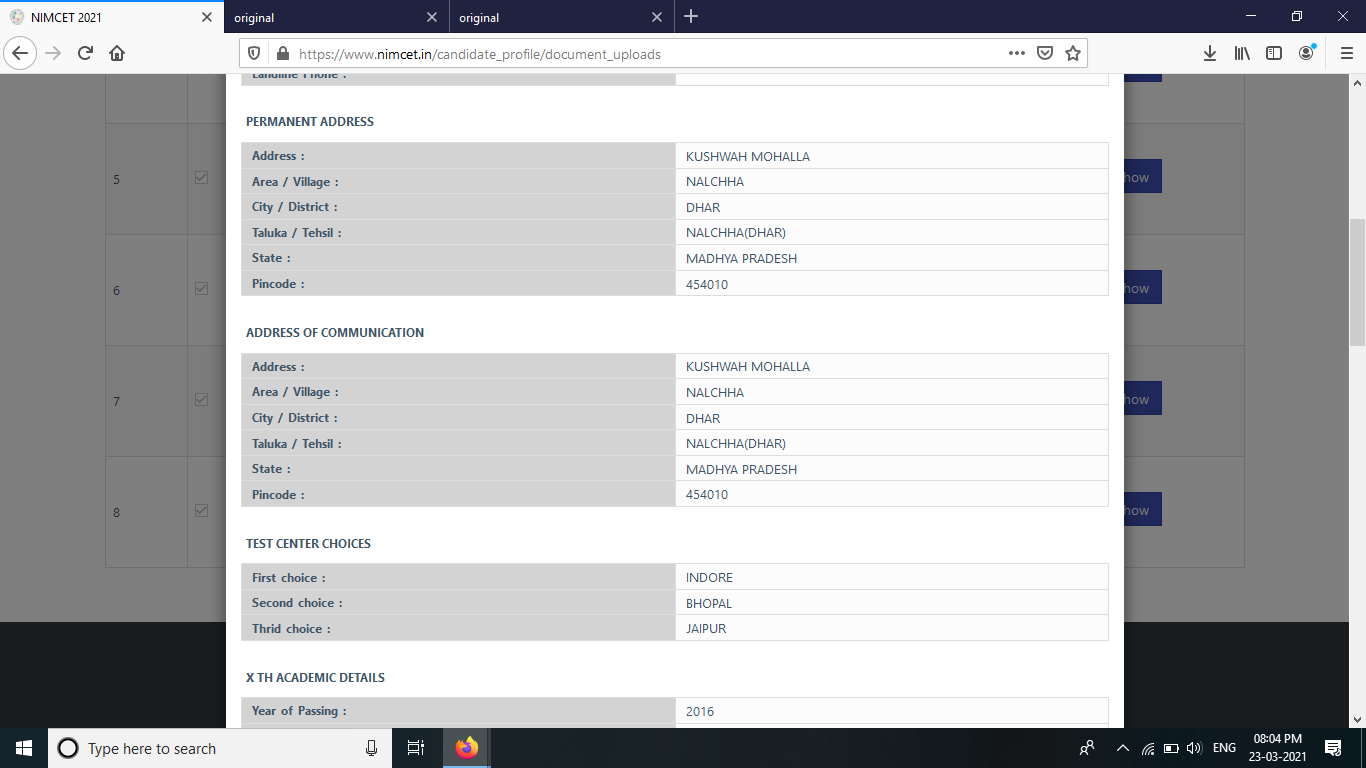 NIMCET 2021
original
original
https://www.nimcet.in/candidate_profile/document_uploads
Landline Phone :
PERMANENT ADDRESS
Address : KUSHWAH MOHALLA
Area / Village : NALCHHA
City / District : DHAR
Taluka / Tehsil : NALCHHA(DHAR)
State : MADHYA PRADESH
Pincode : 454010
ADDRESS OF COMMUNICATION
Address : KUSHWAH MOHALLA
Area / Village : NALCHHA
City / District : DHAR
Taluka / Tehsil : NALCHHA(DHAR)
State : MADHYA PRADESH
Pincode : 454010
TEST CENTER CHOICES
First choice : INDORE
Second choice : BHOPAL
Thrid choice : JAIPUR
X TH ACADEMIC DETAILS
Year of Passing : 2016
5
how
6
how
7
how
8
how
Type here to search
ENG
08:04 PM
23-03-2021